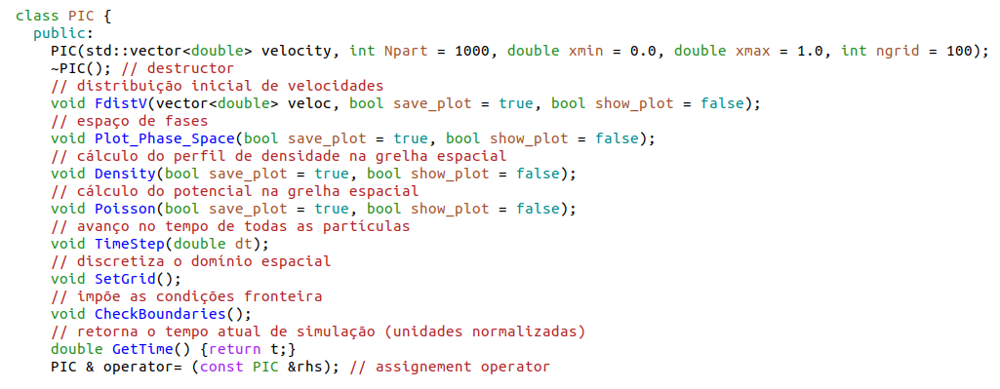 class PIC {
public:
PIC(std::vector<double> velocity, int Npart = 1000, double xmin = 0.0, double xmax = 1.0, int ngrid = 100);
~PIC(); // destructor
// distribuição inicial de velocidades
void FdistV(vector<double> veloc, bool save_plot = true, bool show_plot = false);
// espaço de fases
void Plot_Phase_Space(bool save_plot = true, bool show_plot = false);
// cálculo do perfil de densidade na grelha espacial
void Density(bool save_plot = true, bool show_plot = false);
// cálculo do potencial na grelha espacial
void Poisson(bool save_plot = true, bool show_plot = false);
// avanço no tempo de todas as partículas
void TimeStep(double dt);
// discretiza o domínio espacial
void SetGrid();
// impõe as condições fronteira
void CheckBoundaries();
// retorna o tempo atual de simulação (unidades normalizadas)
double GetTime() {return t;}
PIC & operator= (const PIC &rhs); // assignement operator